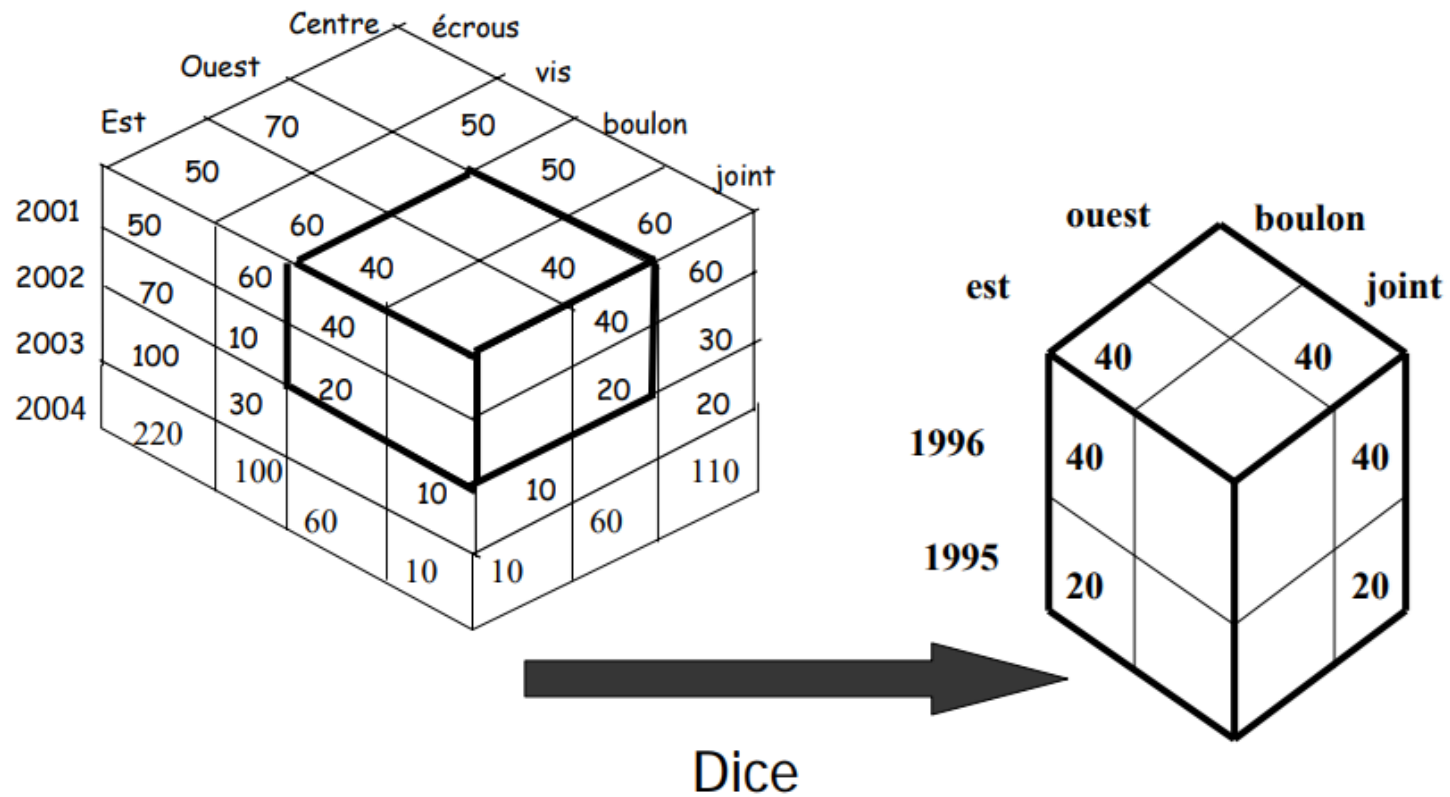 Centre écrous
Ouest vis
Est 70 50 boulon
50 50 joint
2001 50 60 60
2002 60 40 40 60
70 40 40
2003 10 30
100 20 20
2004 30 20
220 100 10 10 110
60 60
10 10
ouest boulon
est joint
40 40
1996 40 40
1995 20 20
Dice